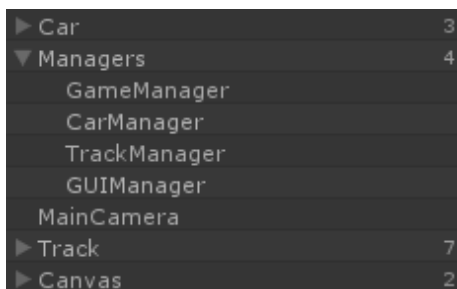 Car 3
Managers 4
GameManager
CarManager
TrackManager
GUIManager
MainCamera
Track 7
Canvas 2